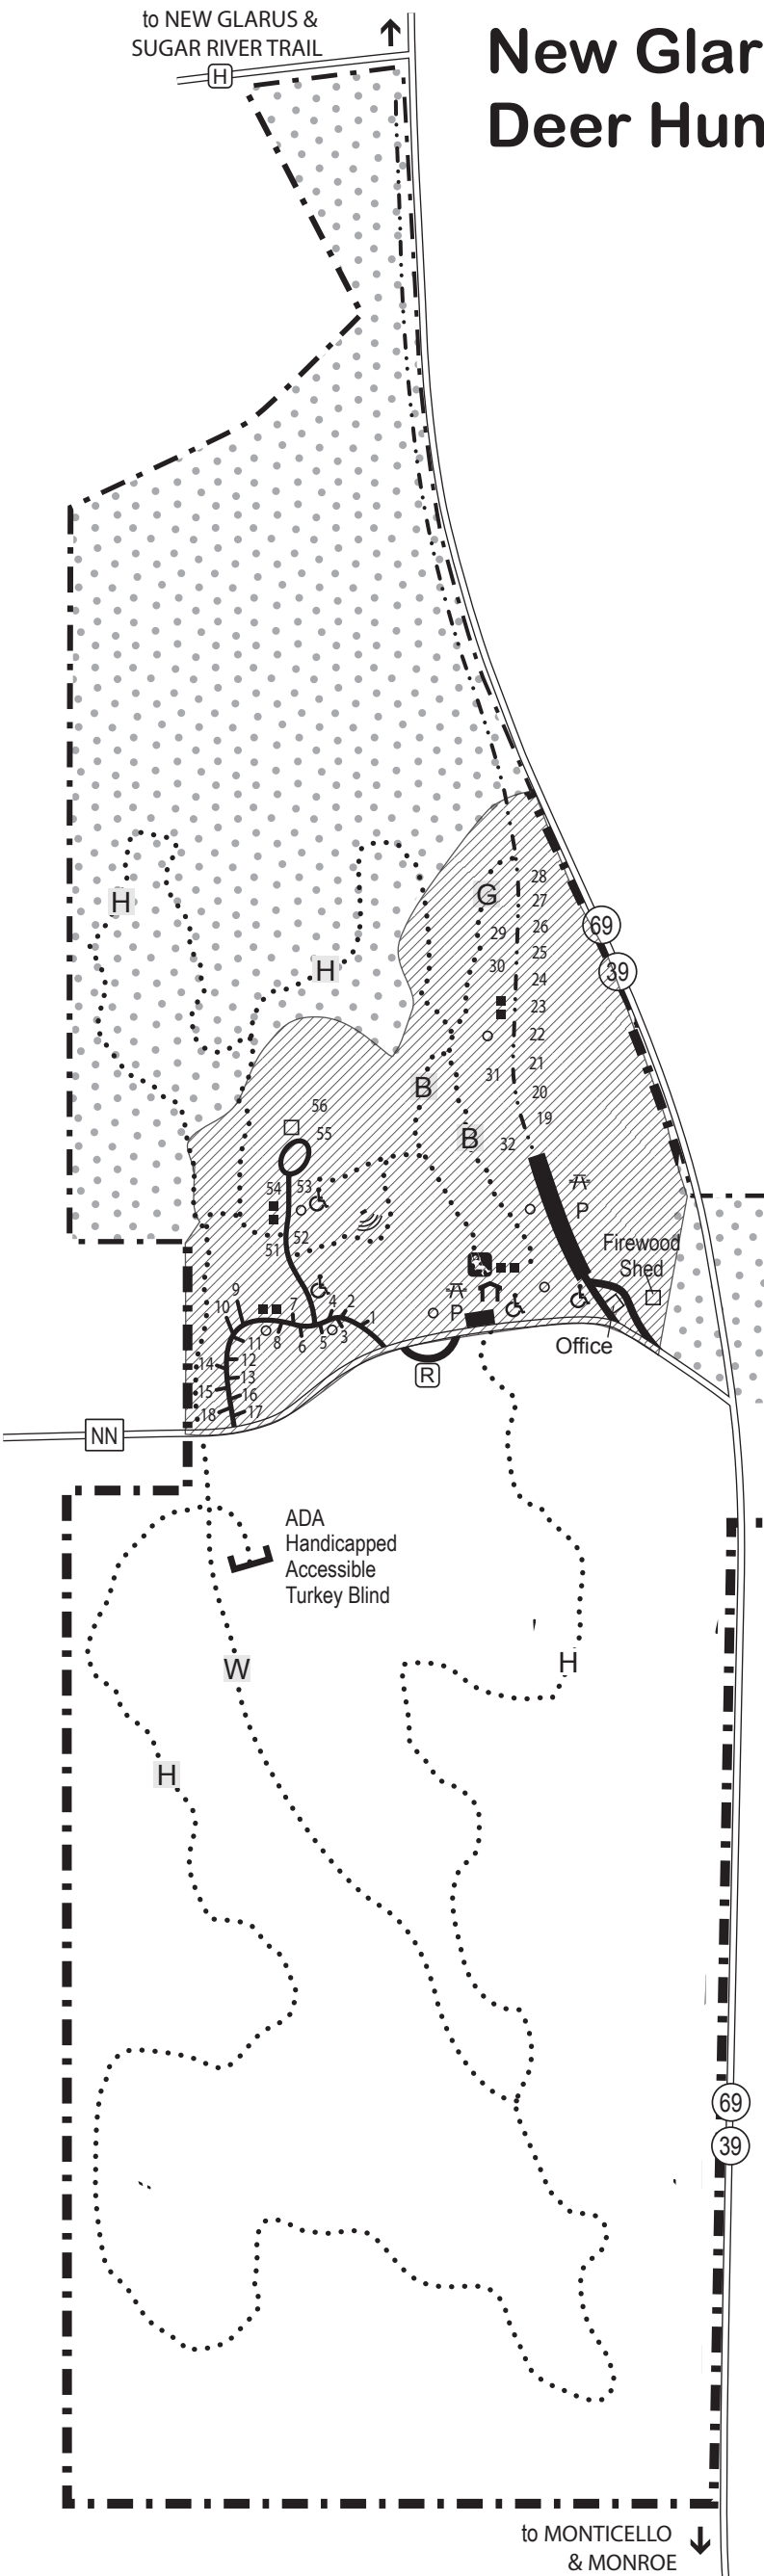 to NEW GLARUS &
SUGAR RIVER TRAIL
New Glar
Deer Hun
H
H
H
G
28
27
26
25
24
23
22
21
20
19
29
30
31
32
69
39
B
B
56
55
54
53
52
51
P
Firewood
Shed
Office
P
9
10
7
4
2
1
11
8
6
5
3
14
12
13
15
16
18
17
R
NN
ADA
Handicapped
Accessible
Turkey Blind
W
H
H
69
39
to MONTICELLO
& MONROE